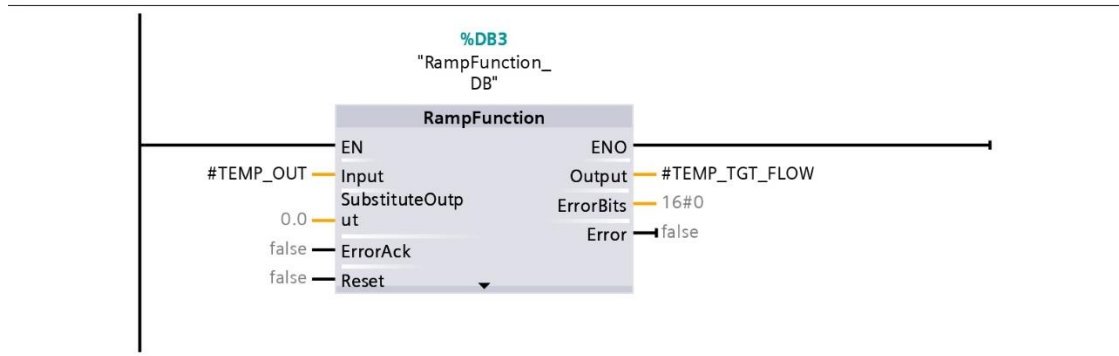 %DB3
"RampFunction_
DB"
RampFunction
EN
ENO
#TEMP_OUT
Input
Output
#TEMP_TGT_FLOW
SubstituteOutp
ut
0.0
ErrorBits
16#0
Error
false
false
ErrorAck
false
Reset